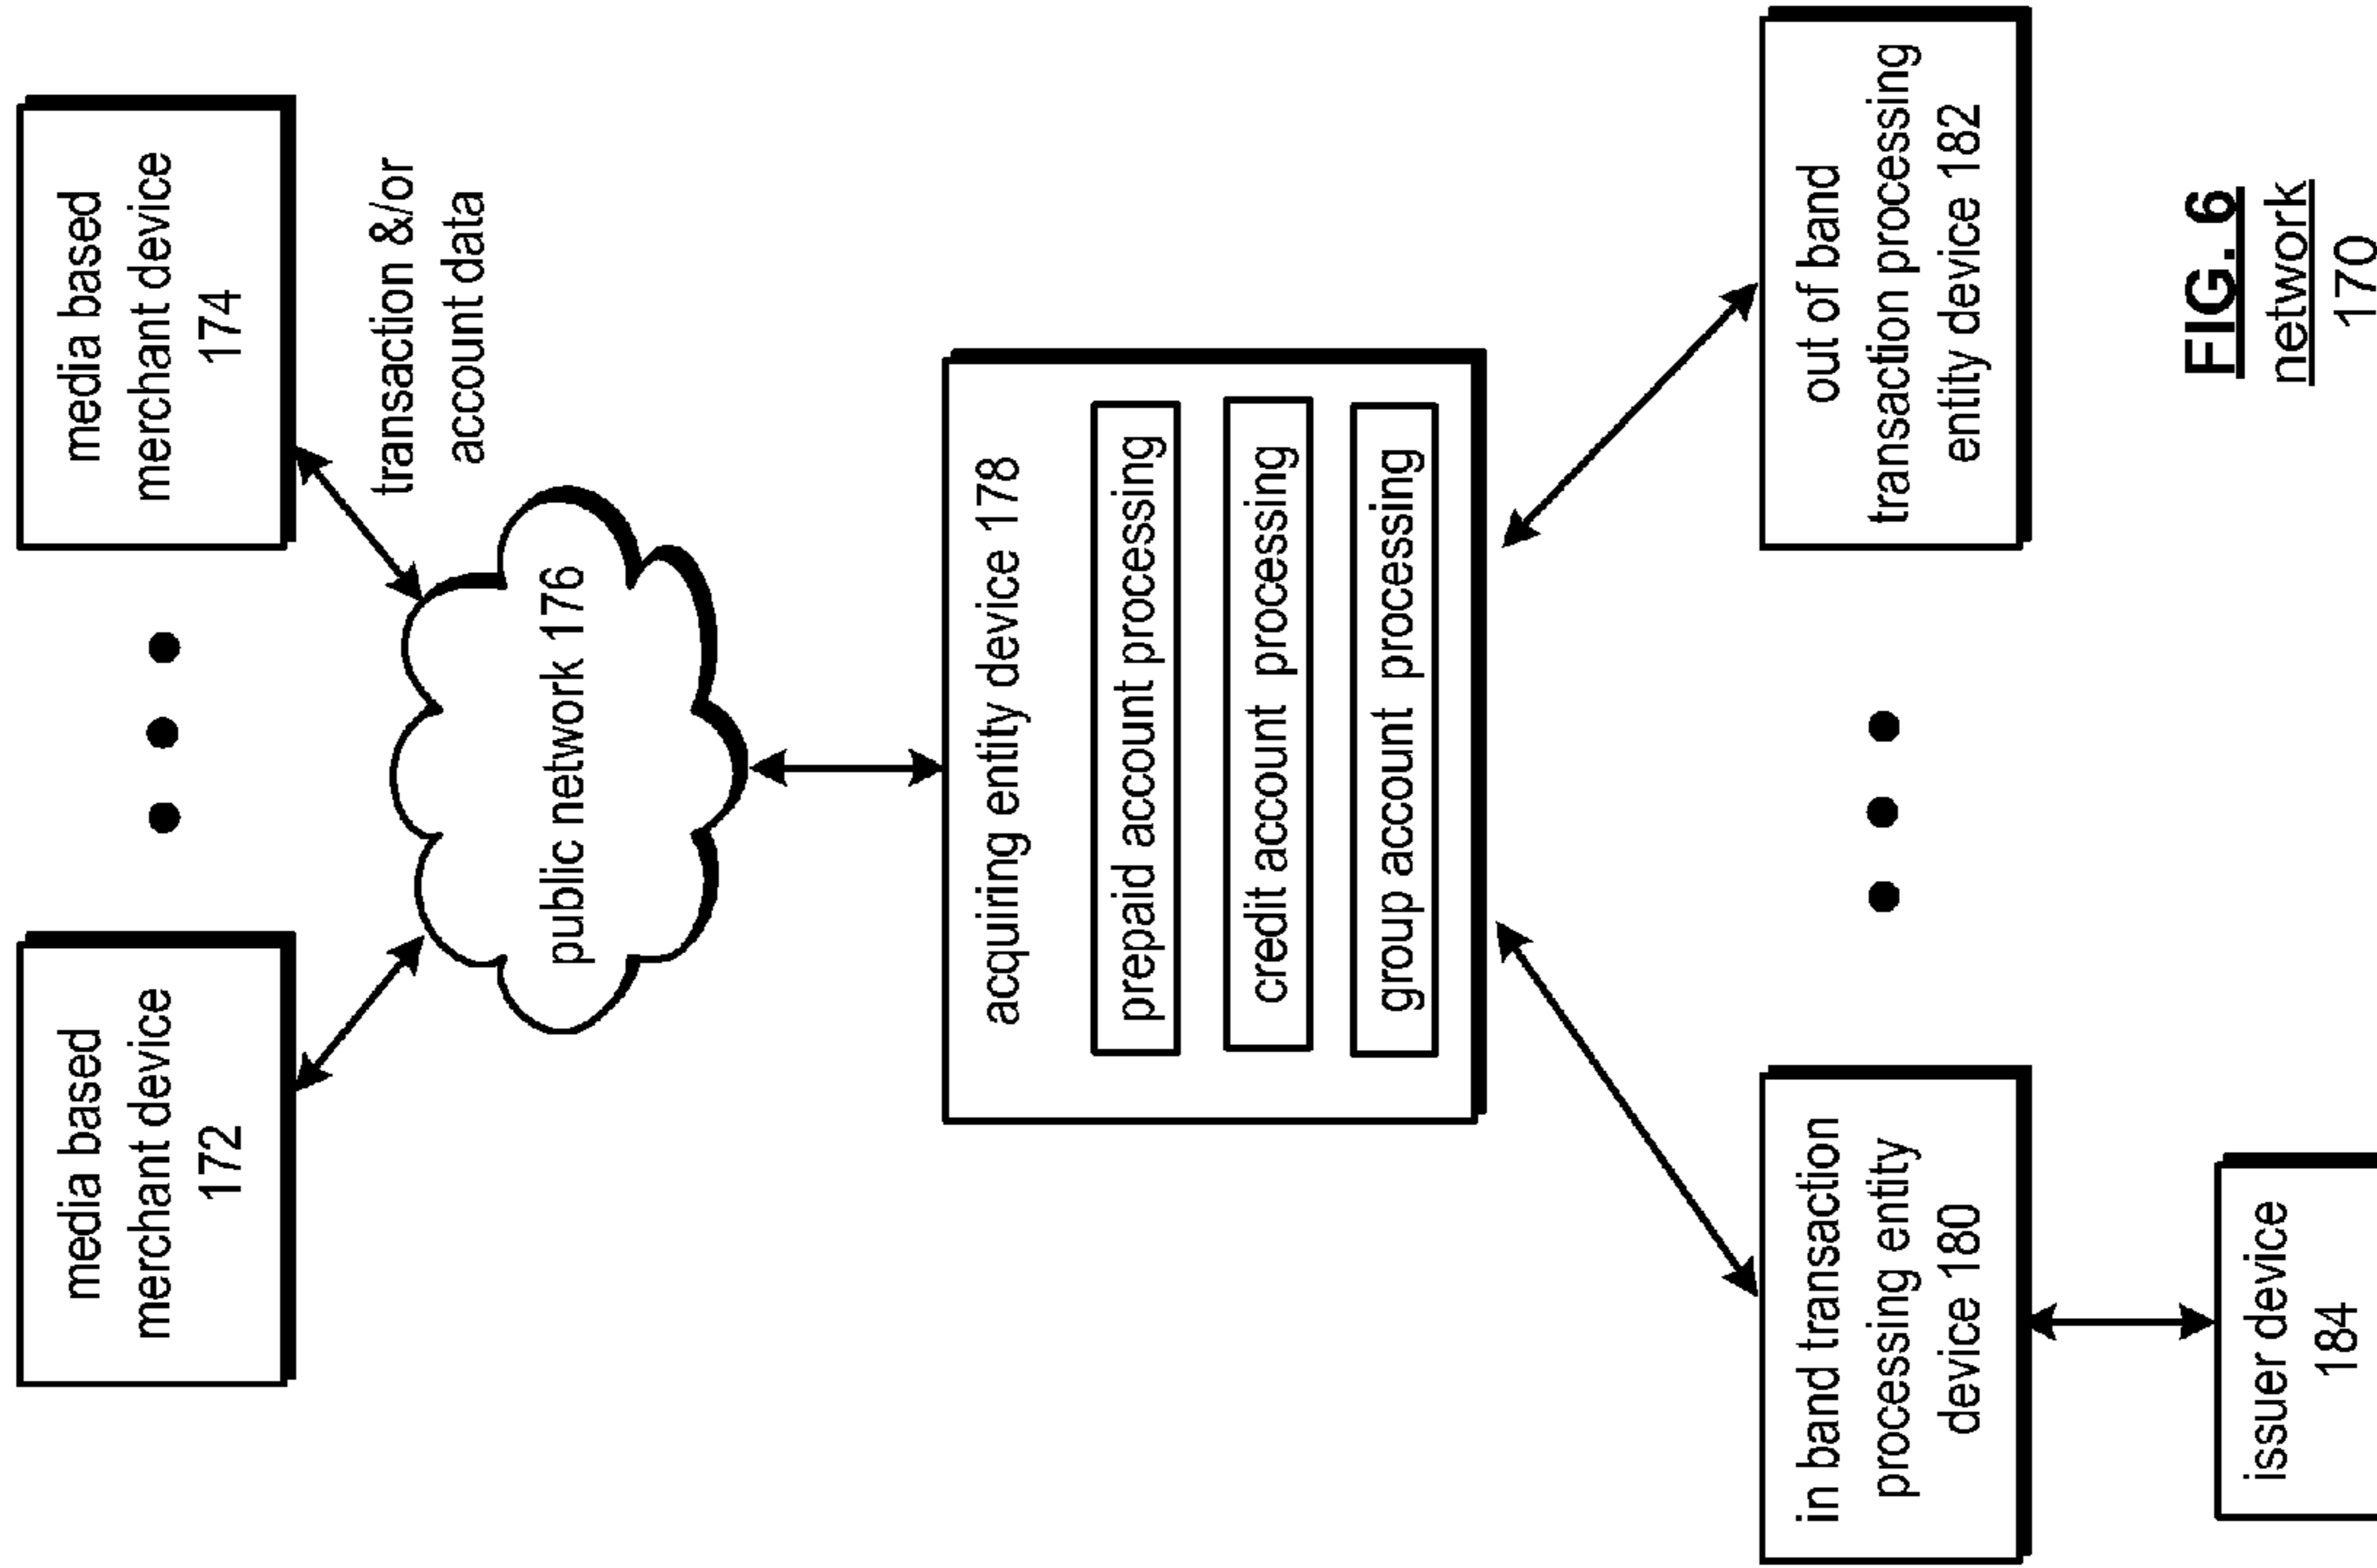 media based
merchant device
172
media based
merchant device
174
transaction &/or
account data
public network 176
acquiring entity device 178
prepaid account processing
credit account processing
group account processing
in band transaction
processing entity
device 180
out of band
transaction processing
entity device 182
issuer device
184
FIG. 6
network
170